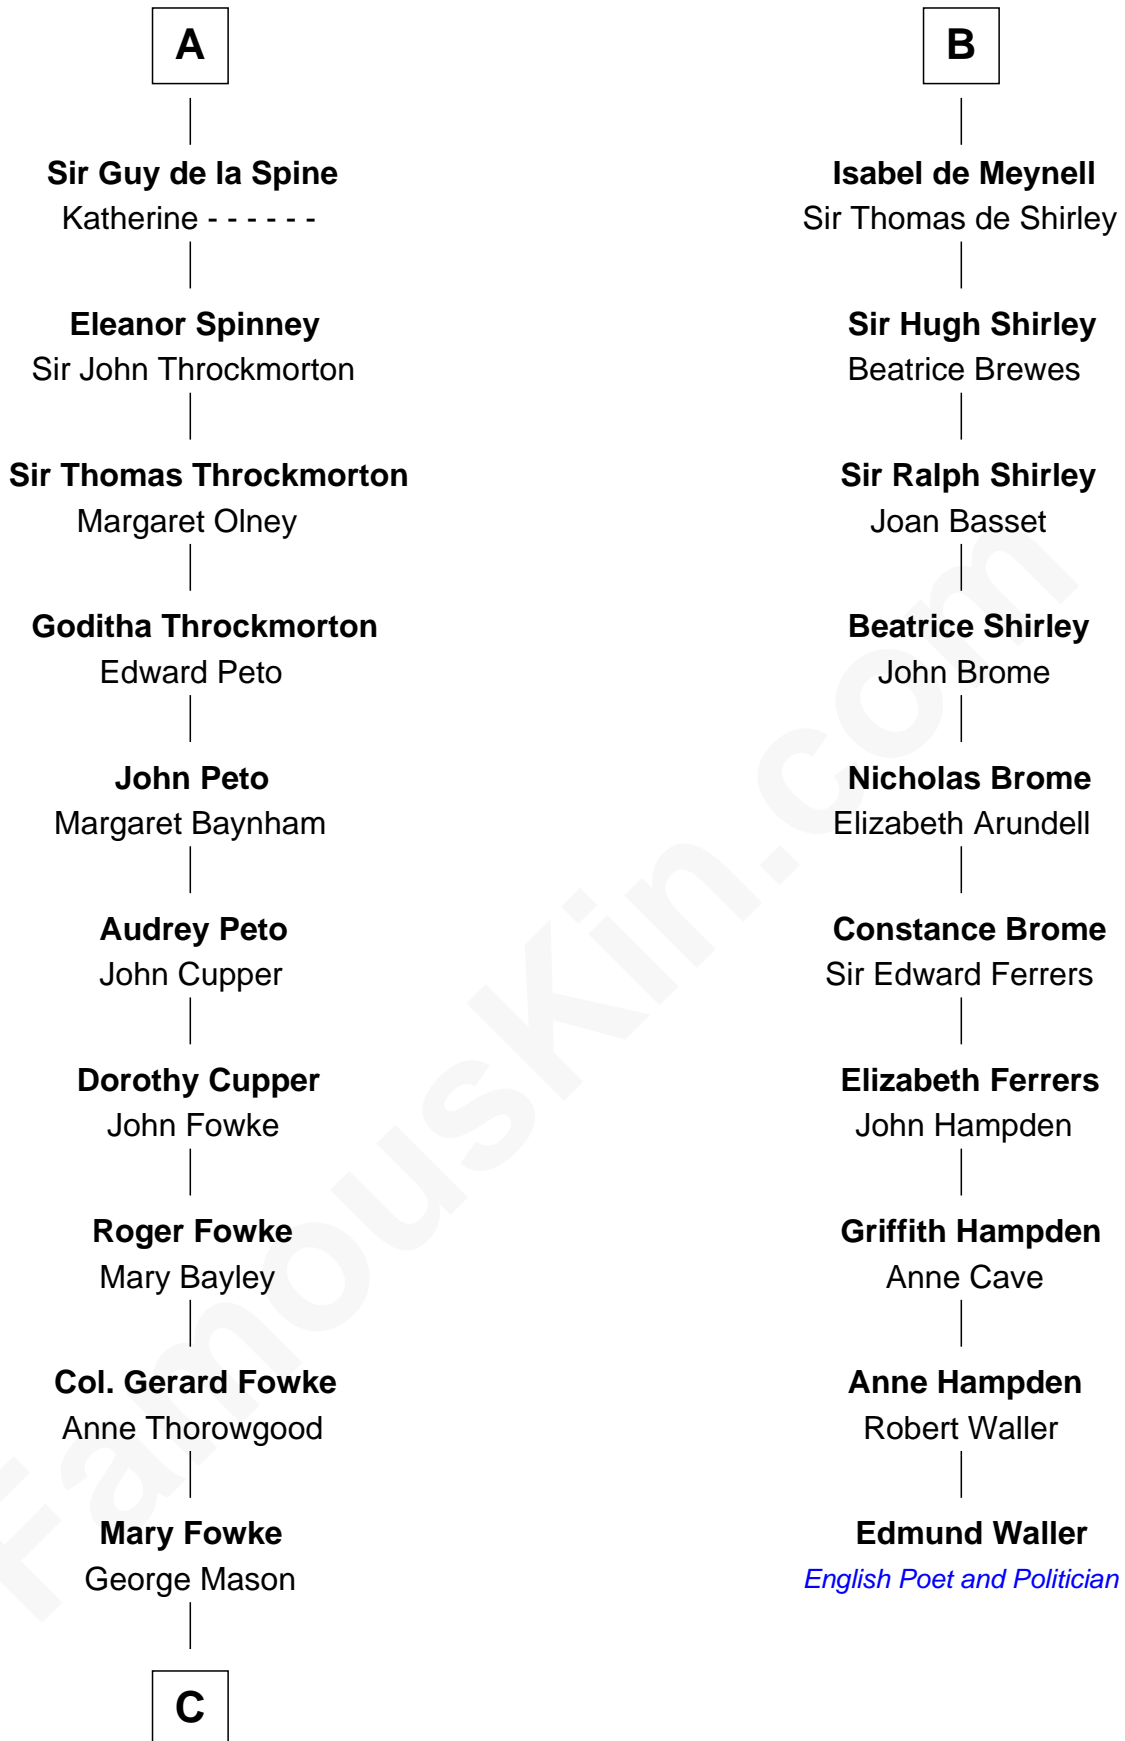 A
Sir Guy de la Spine
Katherine - - - - - -
Eleanor Spinney
Sir John Throckmorton
Sir Thomas Throckmorton
Margaret Olney
Goditha Throckmorton
Edward Peto
John Peto
Margaret Baynham
Audrey Peto
John Cupper
Dorothy Cupper
John Fowke
Roger Fowke
Mary Bayley
Col. Gerard Fowke
Anne Thorowgood
Mary Fowke
George Mason
C
B
Isabel de Meynell
Sir Thomas de Shirley
Sir Hugh Shirley
Beatrice Brewes
Sir Ralph Shirley
Joan Basset
Beatrice Shirley
John Brome
Nicholas Brome
Elizabeth Arundell
Constance Brome
Sir Edward Ferrers
Elizabeth Ferrers
John Hampden
Griffith Hampden
Anne Cave
Anne Hampden
Robert Waller
Edmund Waller
English Poet and Politician
FamousKin.com